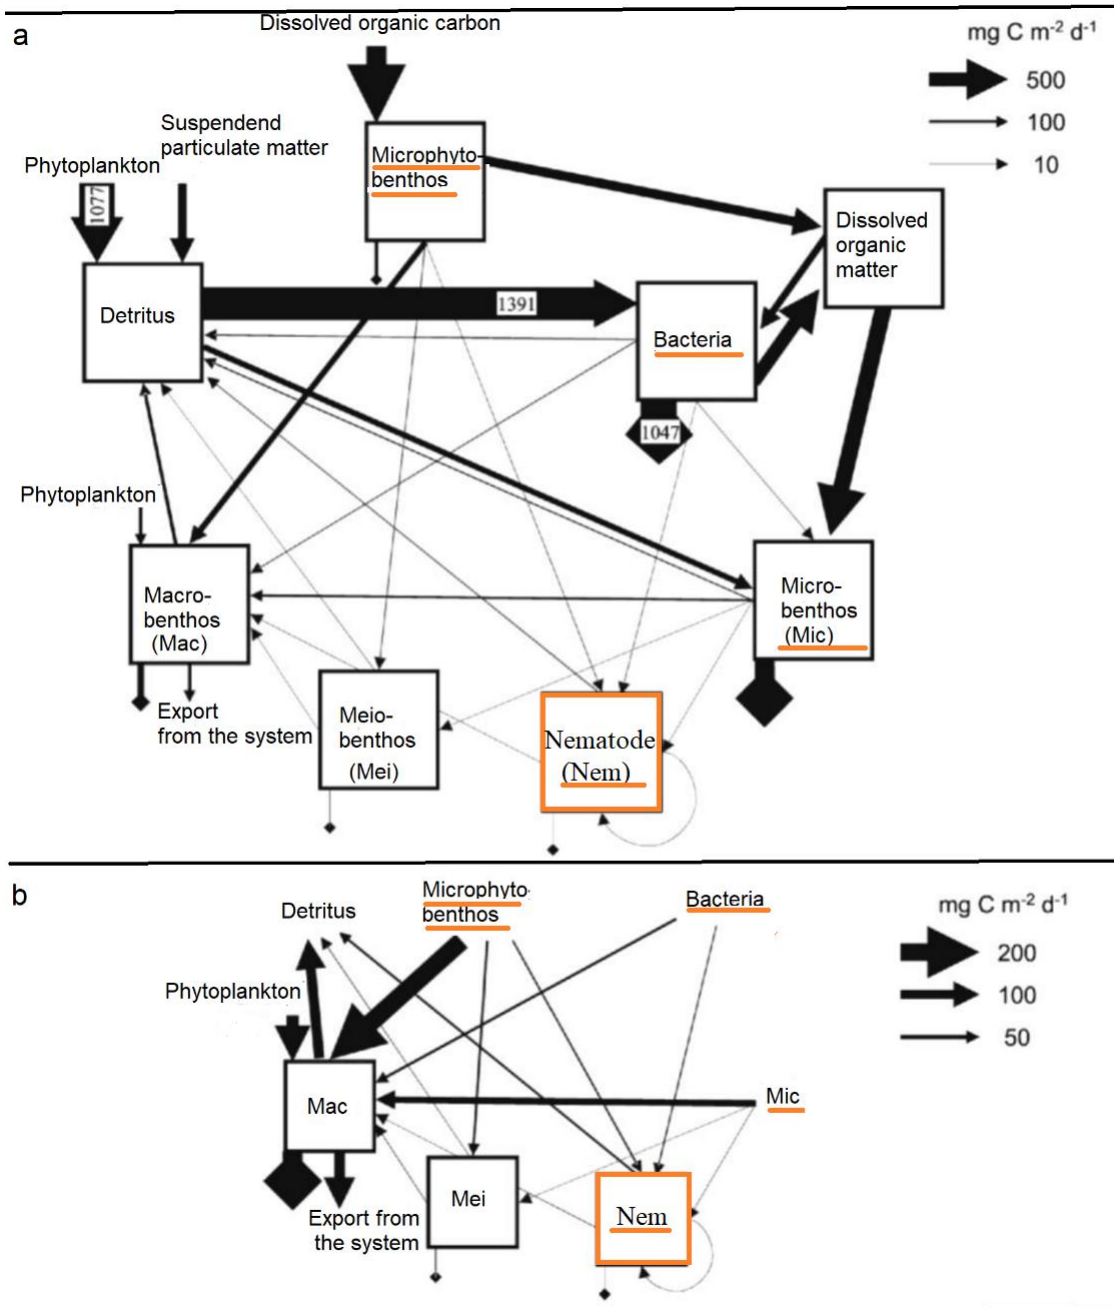 a
Dissolved organic carbon
mg C m⁻² d⁻¹
500
100
10
Suspendend
particulate matter
Phytoplankton
1077
Microphyto-
benthos
Dissolved
organic
matter
Detritus
1391
Bacteria
1047
Phytoplankton
Macro-
benthos
(Mac)
Micro-
benthos
(Mic)
Export
from the system
Meio-
benthos
(Mei)
Nematode
(Nem)
b
Detritus
Microphyto-
benthos
Bacteria
mg C m⁻² d⁻¹
200
100
50
Phytoplankton
Mac
Mic
Mei
Nem
Export from
the system